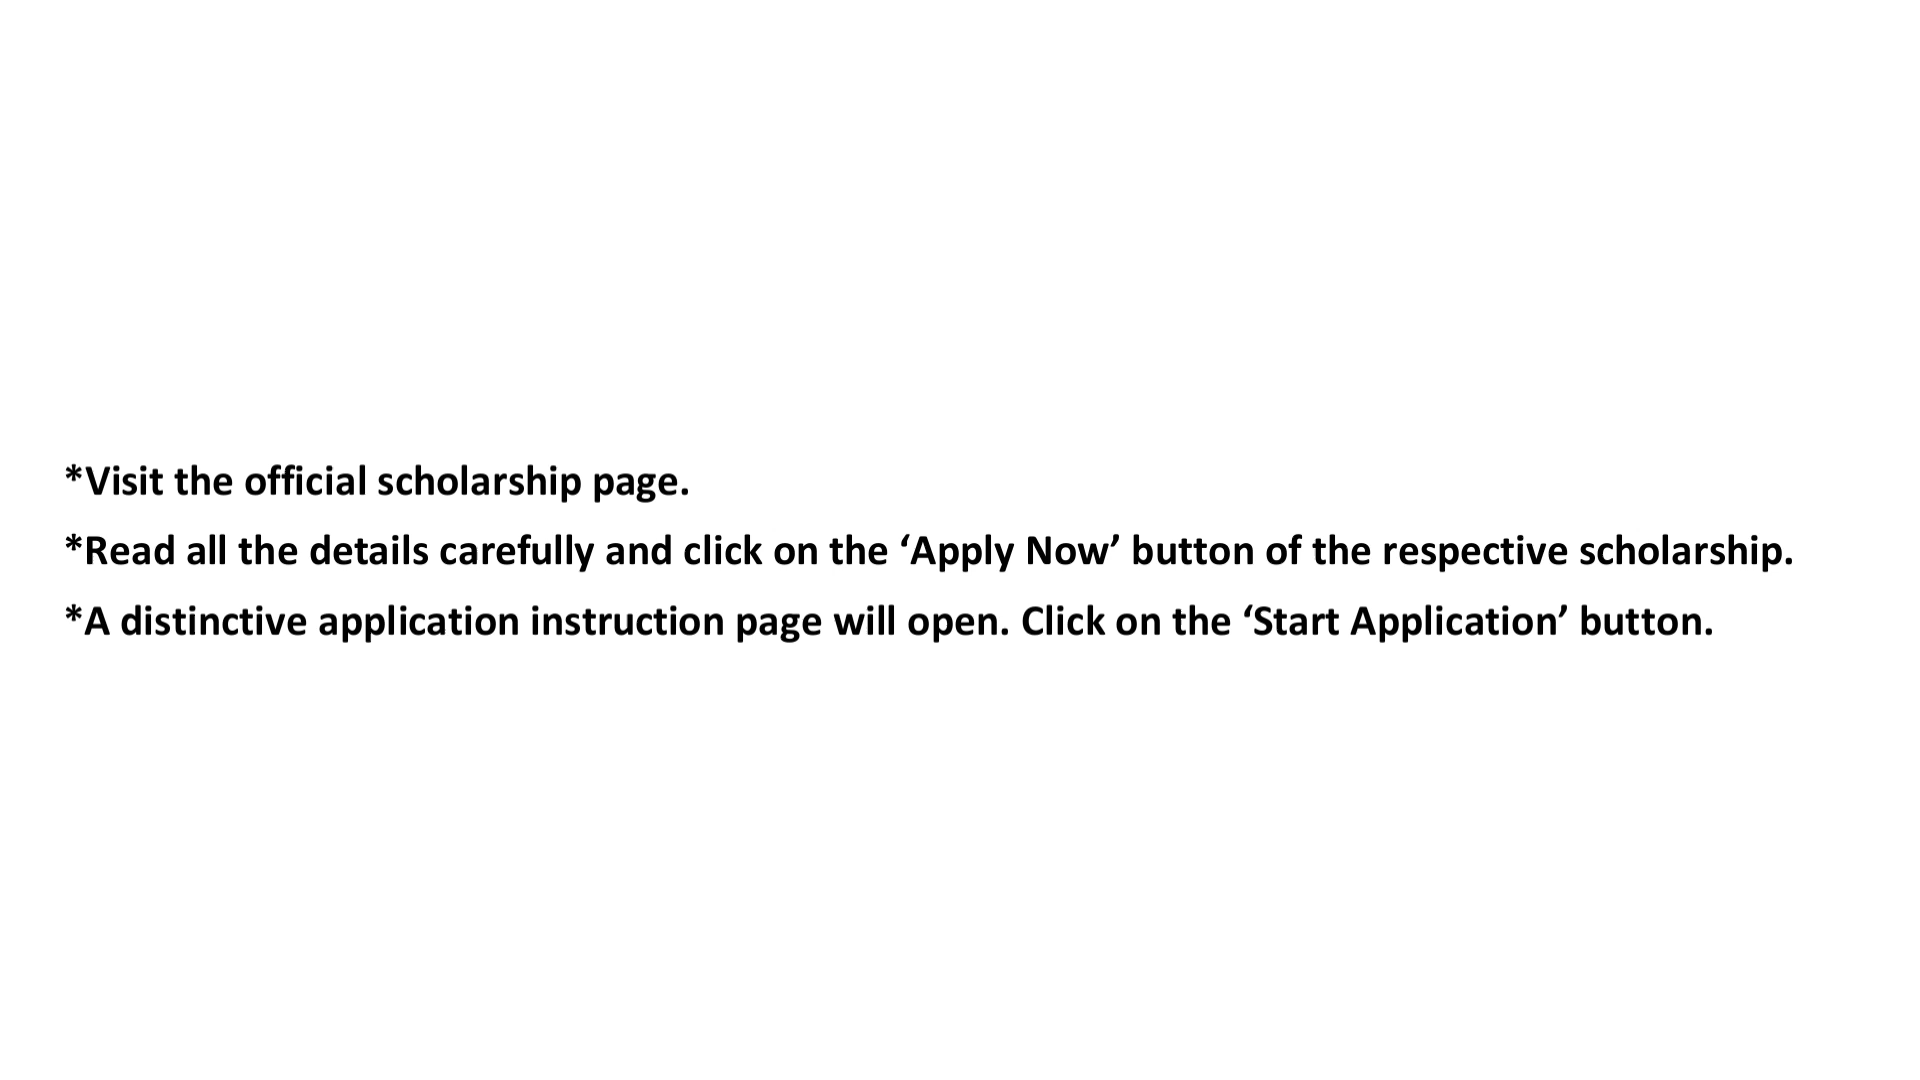 *Visit the official scholarship page.
*Read all the details carefully and click on the ‘Apply Now’ button of the respective scholarship.
*A distinctive application instruction page will open. Click on the ‘Start Application’ button.